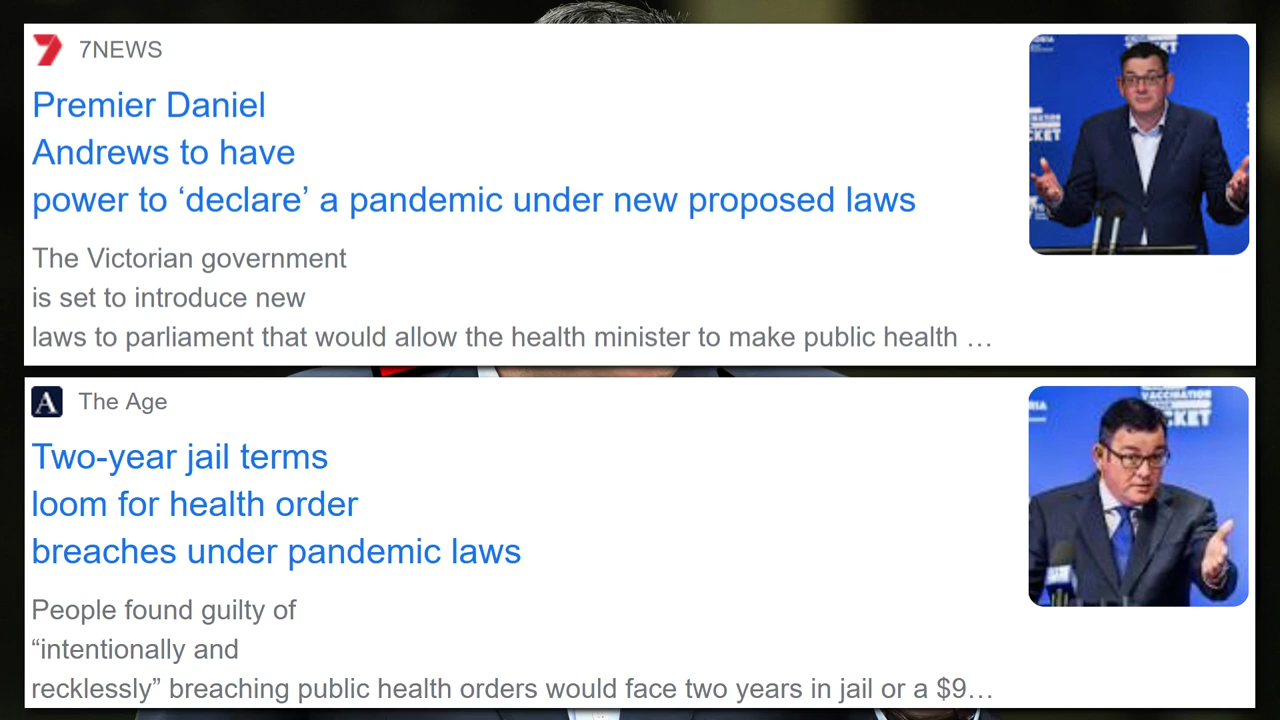 7NEWS
Premier Daniel
Andrews to have
power to ‘declare’ a pandemic under new proposed laws
The Victorian government
is set to introduce new
laws to parliament that would allow the health minister to make public health …
A The Age
Two-year jail terms
loom for health order
breaches under pandemic laws
VACCINATION
People found guilty of
“intentionally and
recklessly” breaching public health orders would face two years in jail or a $9…